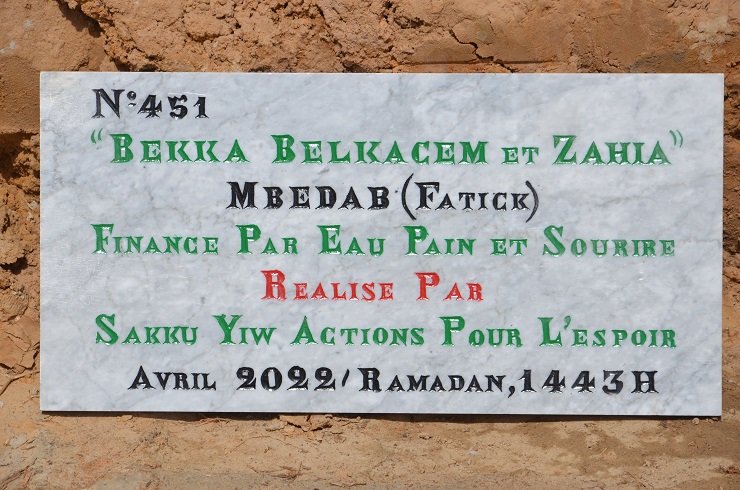 N°451
"BEKKA BELKACEM ET ZAHIA"
MBEDAB (FATICK)
FINANCE PAR EAU PAIN ET SOURIRE
REALISE PAR
SAKKU YIW ACTIONS POUR L'ESPOIR
AVRIL 2022/ RAMADAN, 1443H